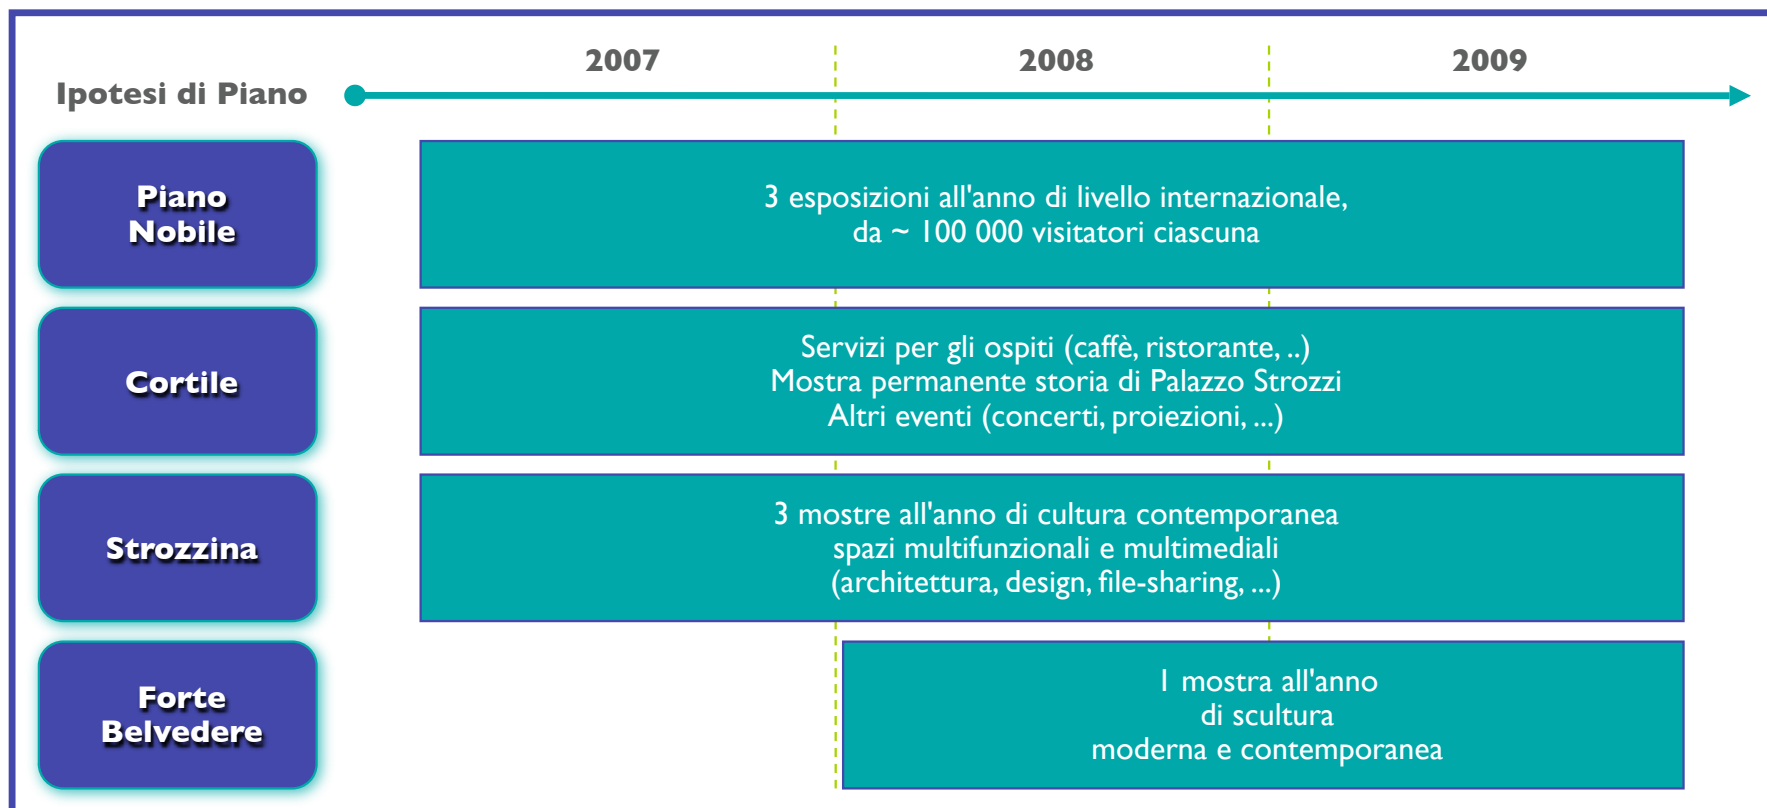 2007
2008
2009
Ipotesi di Piano
Piano
Nobile
3 esposizioni all'anno di livello internazionale,
da ~ 100 000 visitatori ciascuna
Cortile
Servizi per gli ospiti (caffè, ristorante, ..)
Mostra permanente storia di Palazzo Strozzi
Altri eventi (concerti, proiezioni, ...)
Strozzina
3 mostre all'anno di cultura contemporanea
spazi multifunzionali e multimediali
(architettura, design, file-sharing, ...)
Forte
Belvedere
1 mostra all'anno
di scultura
moderna e contemporanea